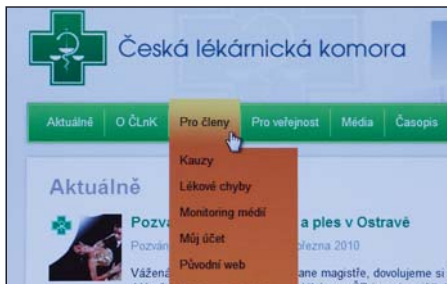 Česká lékárnická komora
Aktuálně O ČLnK Pro členy Pro veřejnost Média Časopis
Kauzy
Lékové chyby
Monitoring médií
Můj účet
Původní web
Aktuálně
a ples v Ostravě
března 2010
Vážená
ane magistře, dovolujeme si